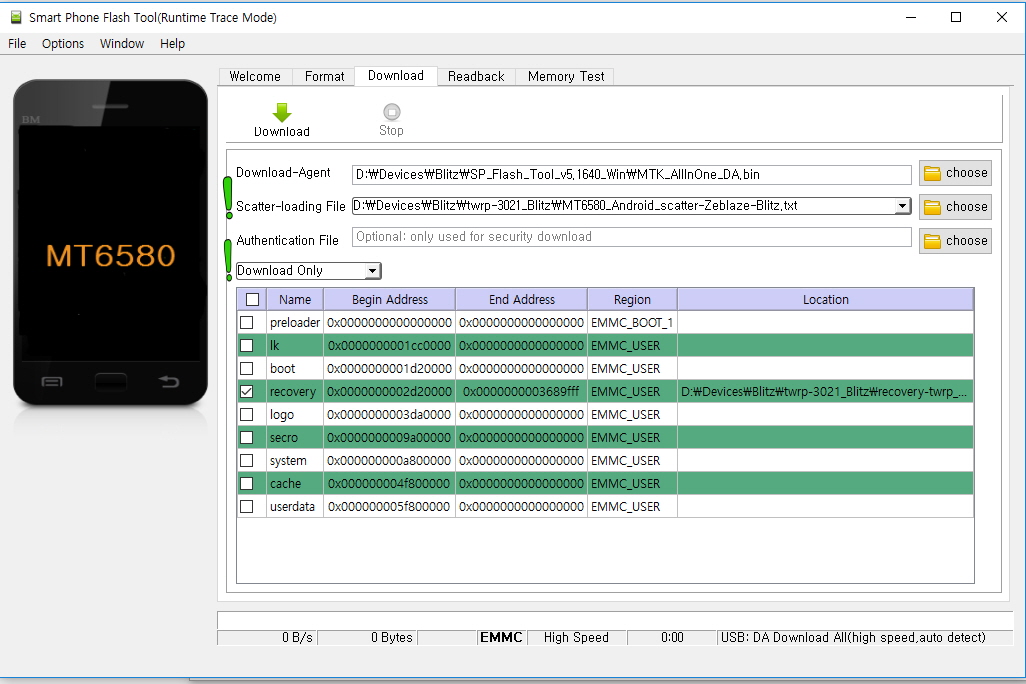 Smart Phone Flash Tool(Runtime Trace Mode)
File Options Window Help
Welcome Format Download Readback Memory Test
Download Stop
BM
MT6580
Download-Agent D:₩Devices₩Blitz₩SP_Flash_Tool_v5.1640_Win₩MTK_AllInOne_DA.bin choose
Scatter-loading File D:₩Devices₩Blitz₩twrp-3021_Blitz₩MT6580_Android_scatter-Zeblaze-Blitz.txt choose
Authentication File Optional: only used for security download choose
Download Only
Name Begin Address End Address Region Location
preloader 0x0000000000000000 0x0000000000000000 EMMC_BOOT_1
lk 0x0000000001cc0000 0x0000000000000000 EMMC_USER
boot 0x0000000001d20000 0x0000000000000000 EMMC_USER
recovery 0x0000000002d20000 0x0000000003689fff EMMC_USER D:₩Devices₩Blitz₩twrp-3021_Blitz₩recovery-twrp_...
logo 0x0000000003da0000 0x0000000000000000 EMMC_USER
secro 0x0000000009a00000 0x0000000000000000 EMMC_USER
system 0x000000000a800000 0x0000000000000000 EMMC_USER
cache 0x000000004f800000 0x0000000000000000 EMMC_USER
userdata 0x000000005f800000 0x0000000000000000 EMMC_USER
0 B/s 0 Bytes EMMC High Speed 0:00 USB: DA Download All(high speed,auto detect)